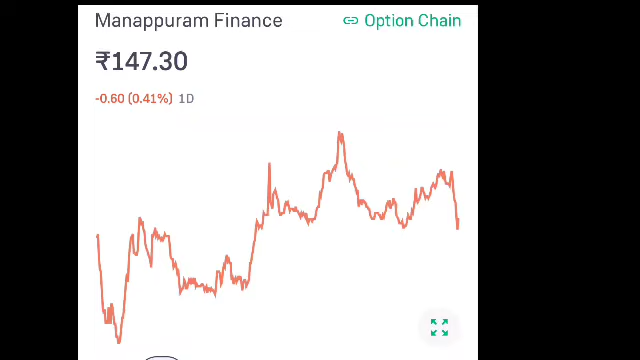 Manappuram Finance
Option Chain
₹147.30
-0.60 (0.41%) 1D